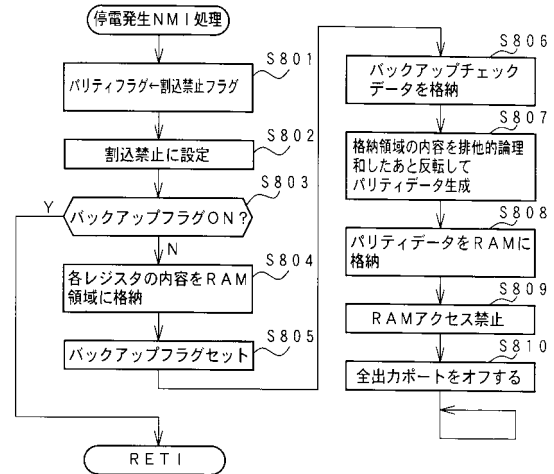 停電発生NMI処理
S801
パリティフラグ←割込禁止フラグ
S802
割込禁止に設定
S803
Y
バックアップフラグON?
N
S804
各レジスタの内容をRAM
領域に格納
S805
バックアップフラグセット
RETI
S806
バックアップチェック
データを格納
S807
格納領域の内容を排他的論理
和したあと反転して
パリティデータ生成
S808
パリティデータをRAMに
格納
S809
RAMアクセス禁止
S810
全出力ポートをオフする